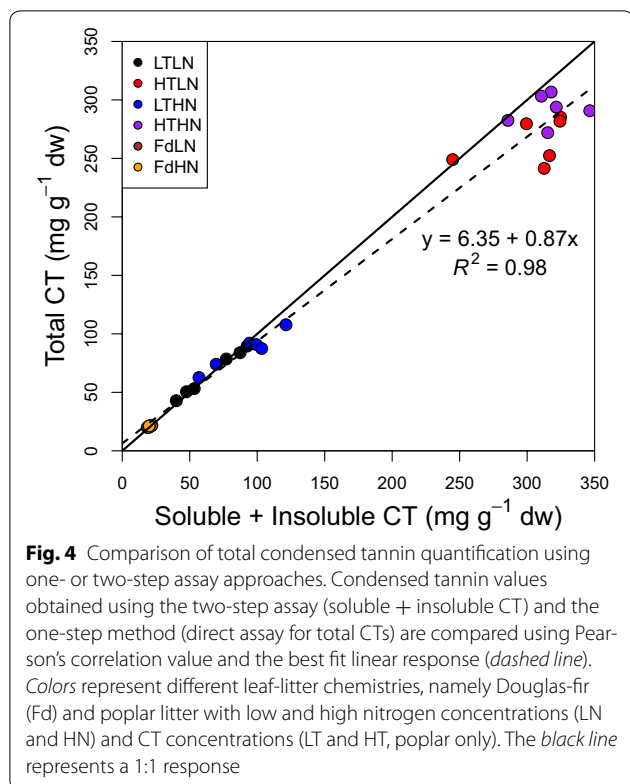 350
300
250
200
150
100
50
0
Total CT (mg g⁻¹ dw)
LTLN
HTLN
LTHN
HTHN
FdLN
FdHN
y = 6.35 + 0.87x
R² = 0.98
0 50 100 150 200 250 300 350
Soluble + Insoluble CT (mg g⁻¹ dw)
Fig. 4 Comparison of total condensed tannin quantification using
one- or two-step assay approaches. Condensed tannin values
obtained using the two-step assay (soluble + insoluble CT) and the
one-step method (direct assay for total CTs) are compared using Pear-
son's correlation value and the best fit linear response (dashed line).
Colors represent different leaf-litter chemistries, namely Douglas-fir
(Fd) and poplar litter with low and high nitrogen concentrations (LN
and HN) and CT concentrations (LT and HT, poplar only). The black line
represents a 1:1 response